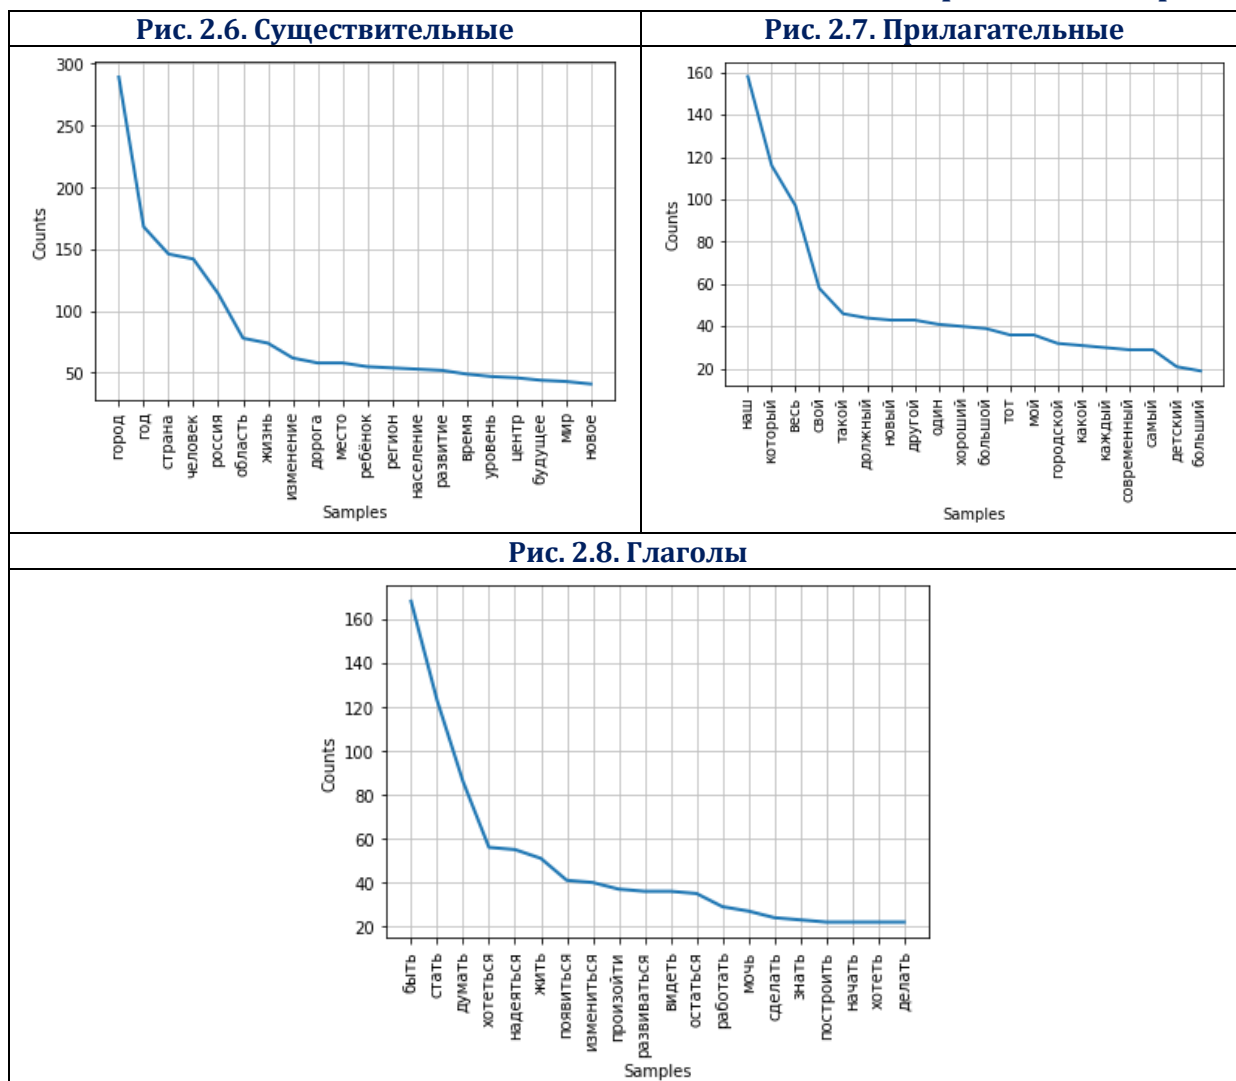 Рис. 2.6. Существительные
300
250
200
150
100
50
Counts
город
год
страна
человек
россия
область
жизнь
изменение
дорога
место
ребёнок
регион
население
развитие
время
уровень
центр
будущее
мир
новое
Samples
Рис. 2.7. Прилагательные
160
140
120
100
80
60
40
20
Counts
наш
который
весь
свой
такой
должный
новый
другой
один
хороший
большой
тот
мой
городской
какой
каждый
современный
самый
детский
больший
Samples
Рис. 2.8. Глаголы
160
140
120
100
80
60
40
20
Counts
быть
стать
думать
хотеться
надеяться
жить
появиться
измениться
произойти
развиваться
видеть
остаться
работать
мочь
сделать
знать
построить
начать
хотеть
делать
Samples